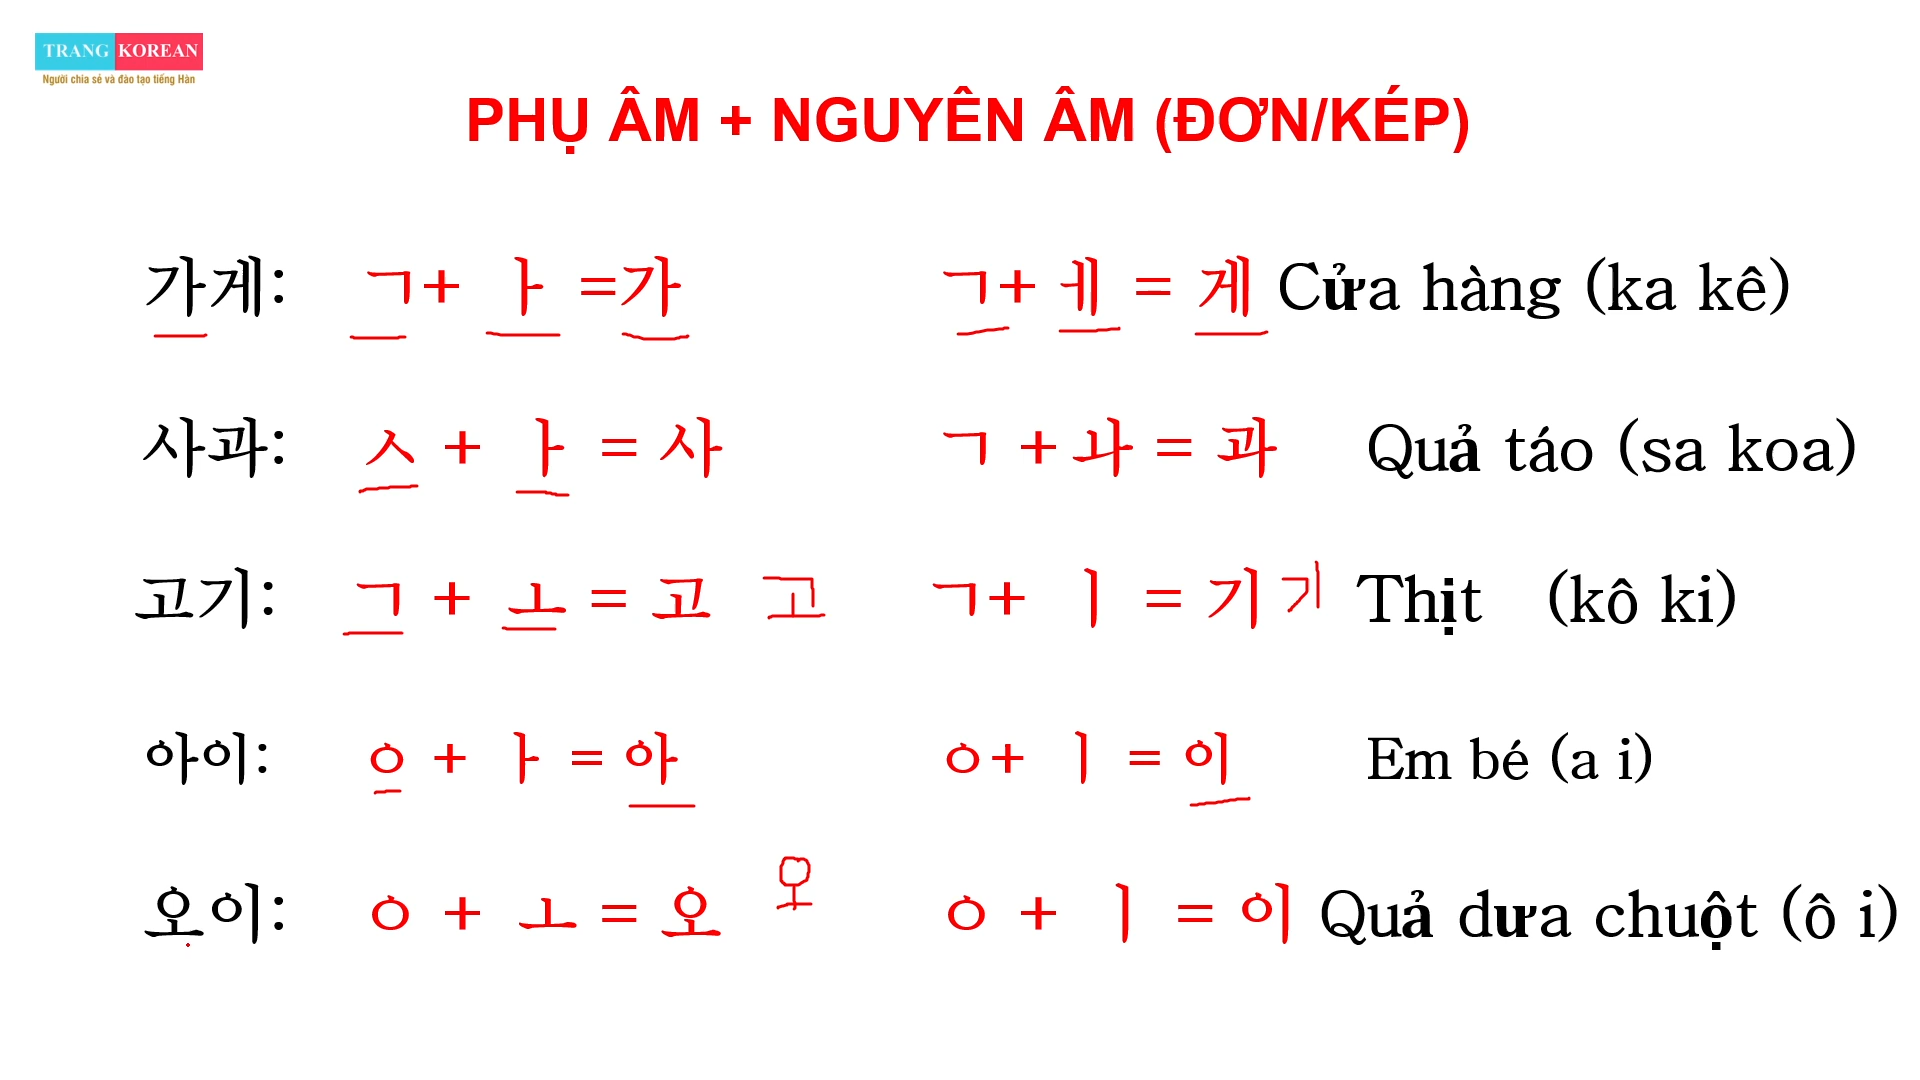 TRANG KOREAN
Người chia sẻ và đào tạo tiếng Hàn
PHỤ ÂM + NGUYÊN ÂM (ĐƠN/KÉP)
가게: ㄱ+ ㅏ =가 ㄱ+ ㅔ = 게 Cửa hàng (ka kê)
사과: ㅅ + ㅏ = 사 ㄱ +ㅘ = 과 Quả táo (sa koa)
고기: ㄱ + ㅗ = 고 고 ㄱ+ ㅣ = 기 기 Thịt (kô ki)
아이: ㅇ + ㅏ = 아 ㅇ+ ㅣ = 이 Em bé (a i)
오이: ㅇ + ㅗ = 오 오 ㅇ + ㅣ = 이 Quả dưa chuột (ô i)